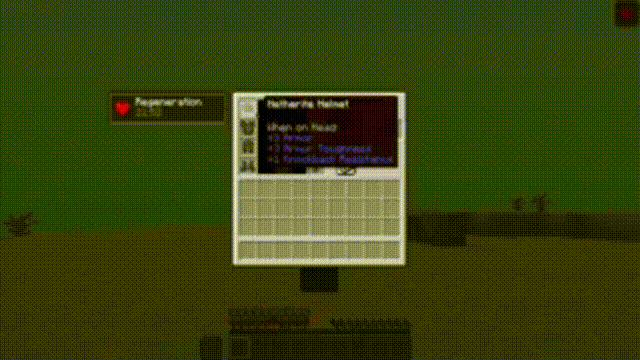 Netherite Helmet
Regeneration
When on Head:
+3 Armor
+3 Armor Toughness
+1 Knockback Resistance